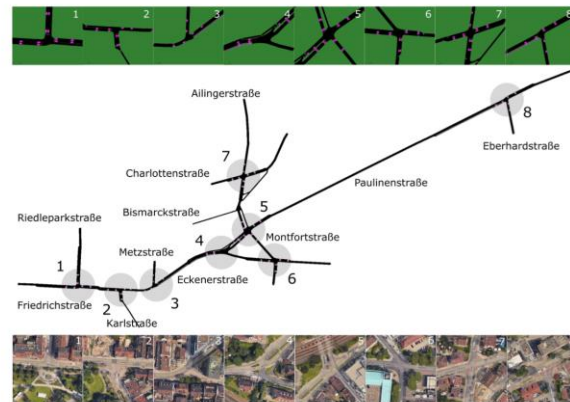 1 2 3 4 5 6 7 8
Ailingerstraße
8
7
Eberhardstraße
Charlottenstraße
Paulinenstraße
Bismarckstraße
5
Riedleparkstraße
Montfortstraße
Metzstraße
4
1
Eckenerstraße
6
Friedrichstraße
2
3
Karlstraße
1 2 3 4 5 6 7